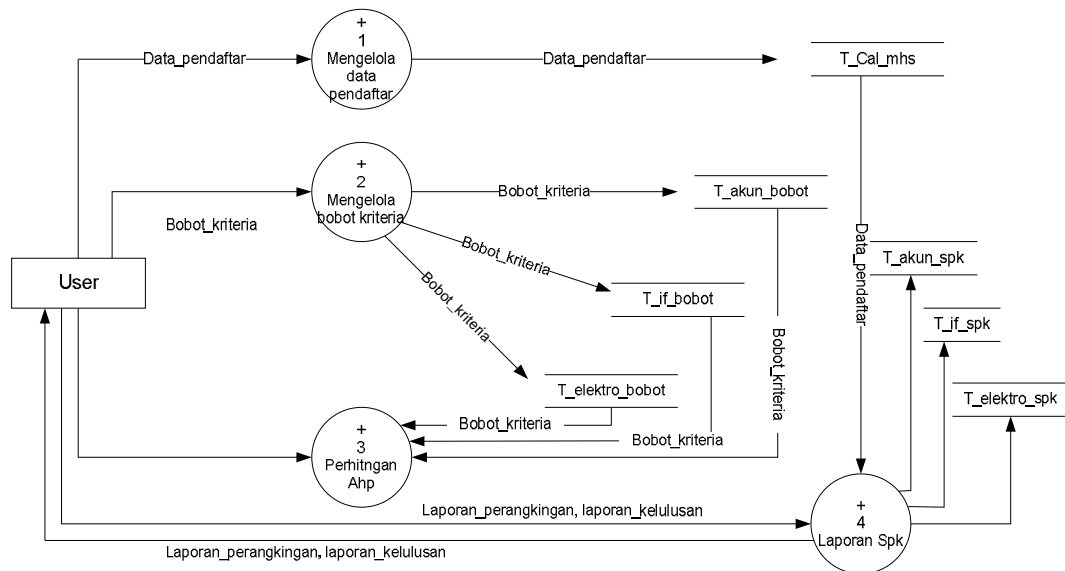 +
1
Mengelola
data
pendaftar
Data_pendaftar
Data_pendaftar
T_Cal_mhs
+
2
Mengelola
bobot kriteria
Bobot_kriteria
Bobot_kriteria
T_akun_bobot
Bobot_kriteria
Bobot_kriteria
Data_pendaftar
T_akun_spk
User
T_if_bobot
T_if_spk
Bobot_kriteria
T_elektro_bobot
T_elektro_spk
Bobot_kriteria
Bobot_kriteria
+
3
Perhitngan
Ahp
Laporan_perangkingan, laporan_kelulusan
+
4
Laporan Spk
Laporan_perangkingan, laporan_kelulusan